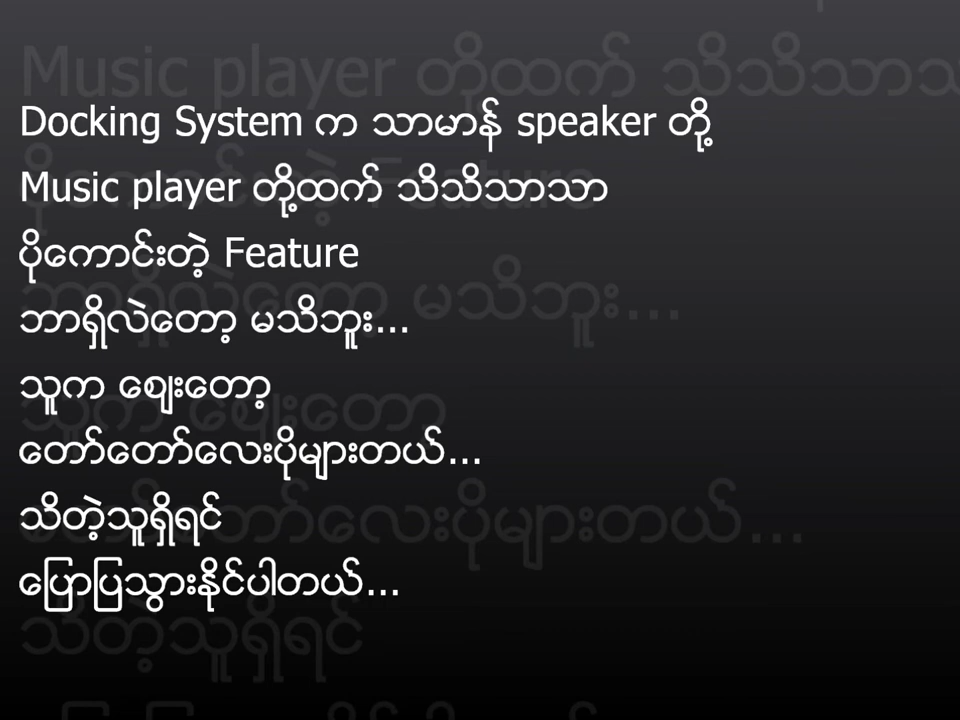 Docking System က သာမာန် speaker တို့
Music player တို့ထက် သိသိသာသာ
ပိုကောင်းတဲ့ Feature
ဘာရှိလဲတော့ မသိဘူး...
သူက ဈေးတော့
တော်တော်လေးပိုများတယ်...
သိတဲ့သူရှိရင်
ပြောပြသွားနိုင်ပါတယ်...